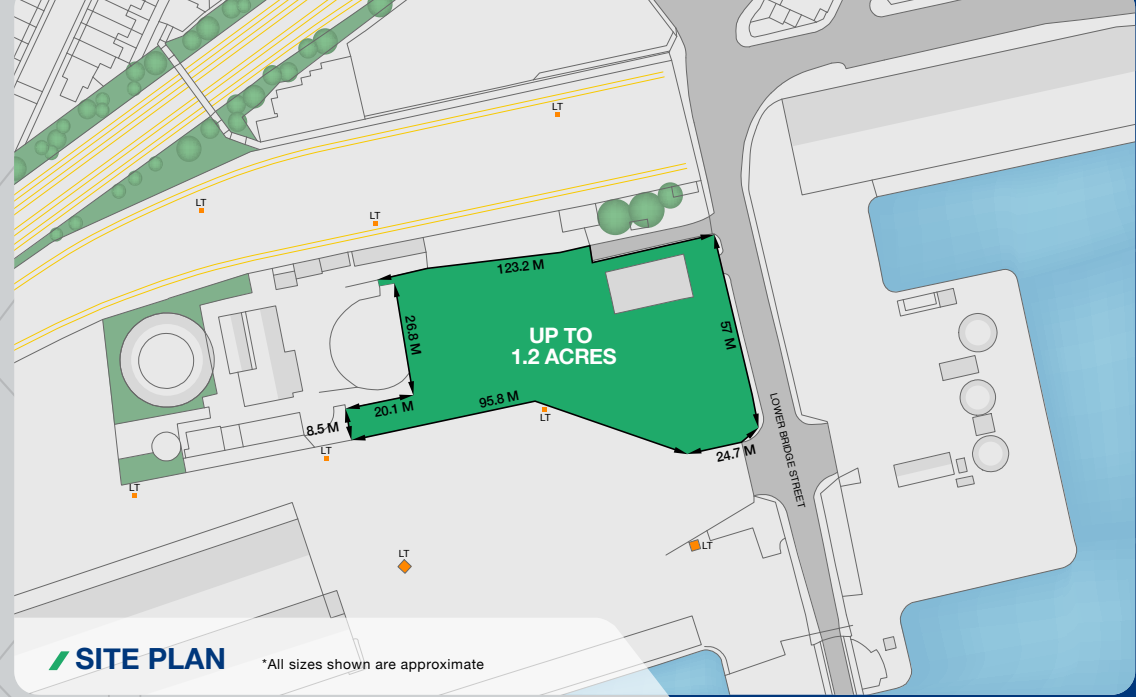 LT
LT
LT
123.2 M
26.8 M
57 M
UP TO
1.2 ACRES
95.8 M
20.1 M
8.5 M
LT
24.7 M
LOWER BRIDGE STREET
LT
LT
LT
LT
SITE PLAN
*All sizes shown are approximate